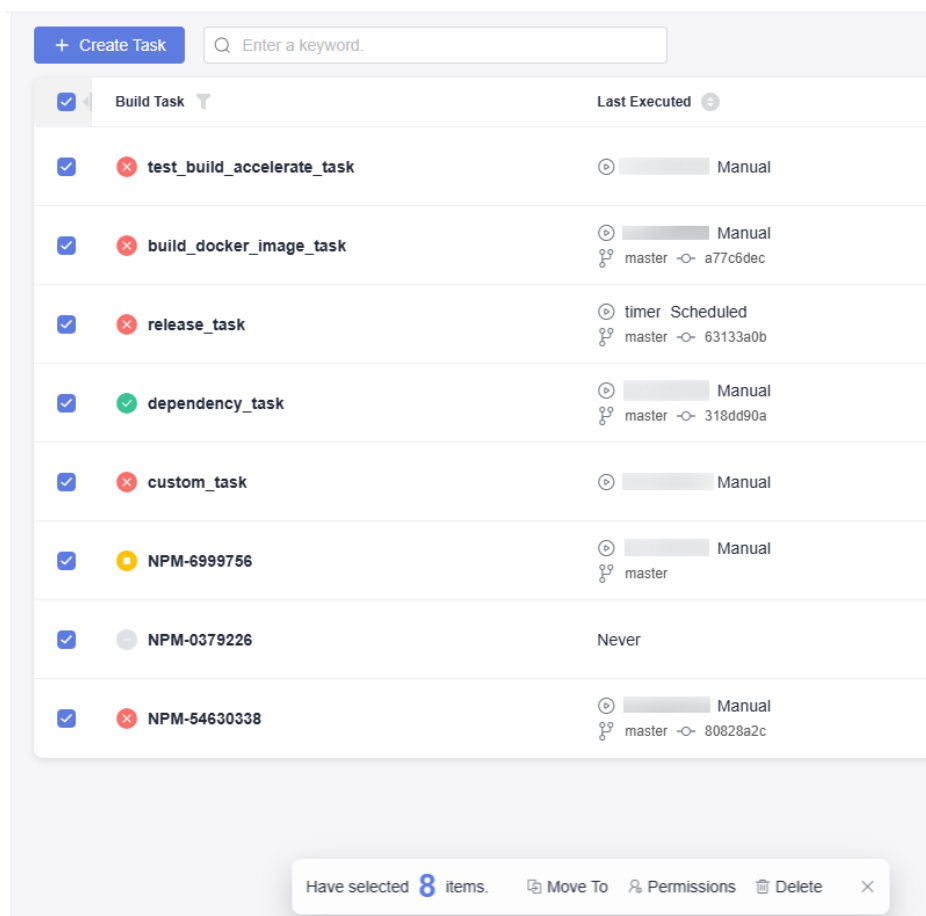 + Create Task
Enter a keyword.
Build Task
Last Executed
test_build_accelerate_task
Manual
build_docker_image_task
Manual
master a77c6dec
release_task
timer Scheduled
master 63133a0b
dependency_task
Manual
master 318dd90a
custom_task
Manual
NPM-6999756
Manual
master
NPM-0379226
Never
NPM-54630338
Manual
master 80828a2c
Have selected 8 items. Move To Permissions Delete